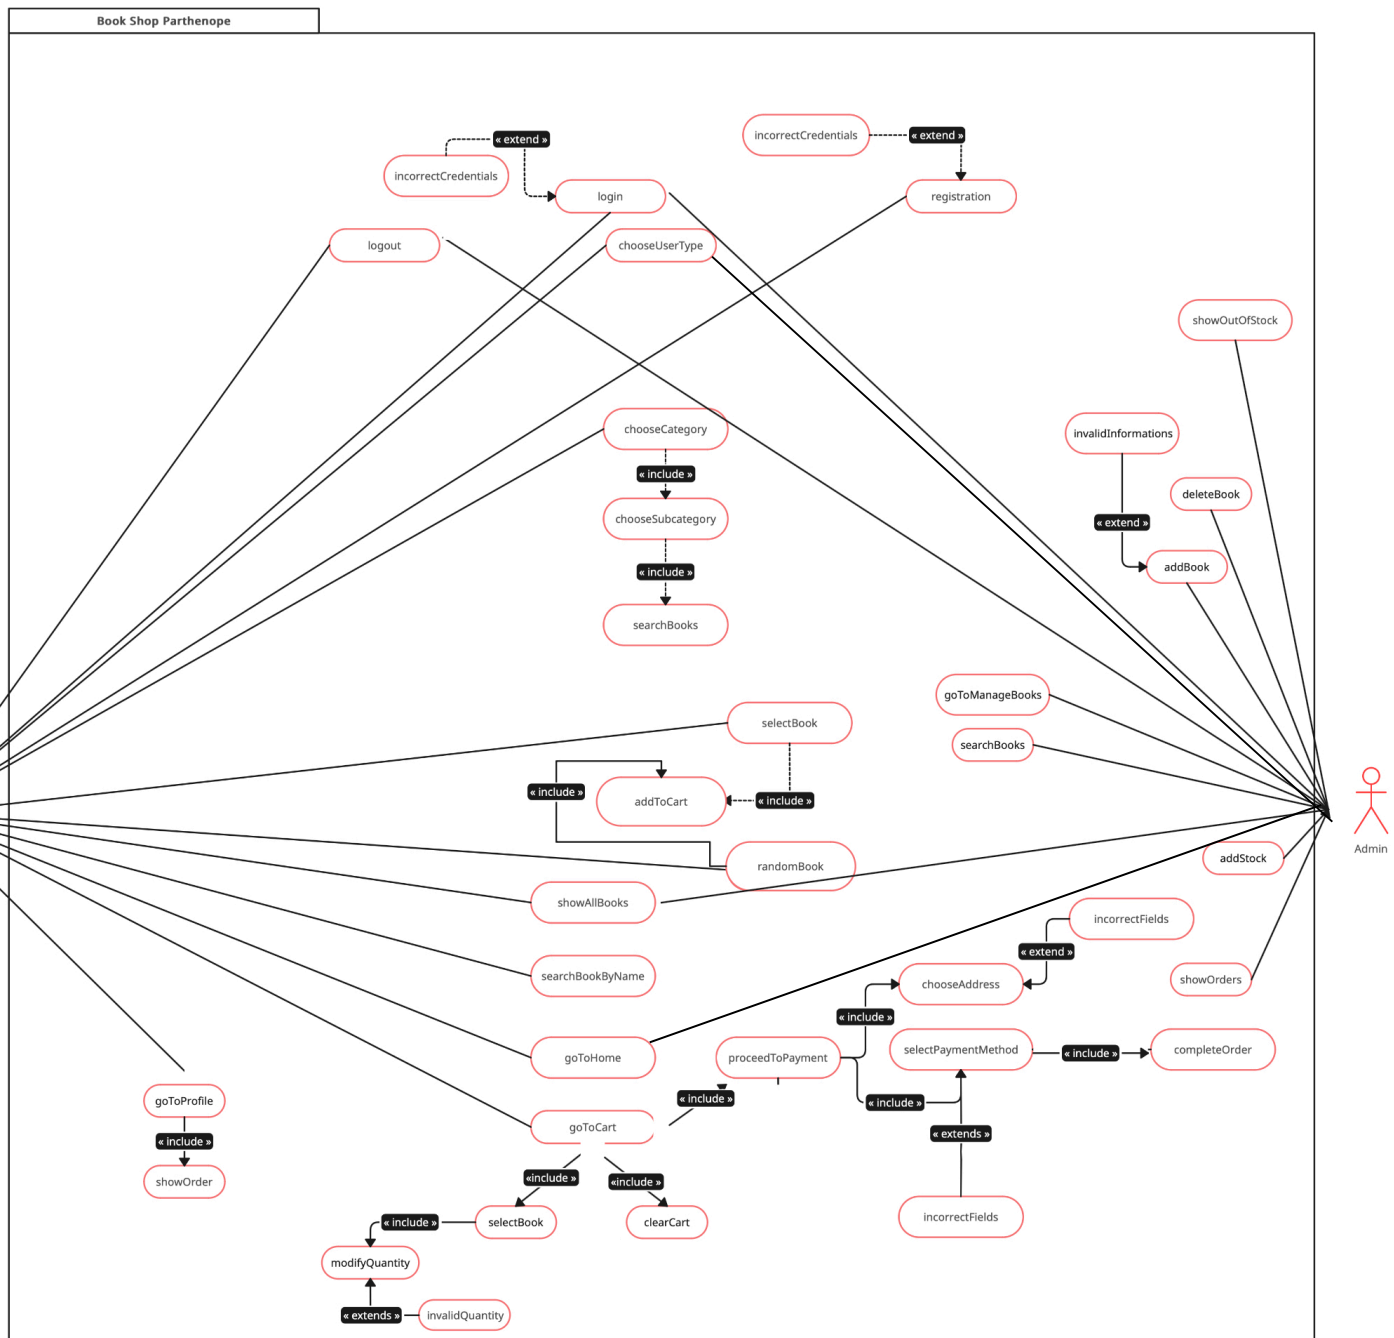 Book Shop Parthenope
incorrectCredentials
« extend »
« extend »
incorrectCredentials
login
registration
logout
chooseUserType
showOutOfStock
chooseCategory
invalidInformations
« include »
deleteBook
chooseSubcategory
« extend »
« include »
addBook
searchBooks
goToManageBooks
selectBook
searchBooks
« include »
addToCart
« include »
Admin
addStock
randomBook
showAllBooks
incorrectFields
« extend »
searchBookByName
chooseAddress
showOrders
« include »
goToHome
proceedToPayment
selectPaymentMethod
« include »
completeOrder
goToProfile
« include »
« include »
goToCart
« extends »
« include »
«include »
«include »
showOrder
« include »
selectBook
clearCart
incorrectFields
modifyQuantity
« extends »
invalidQuantity